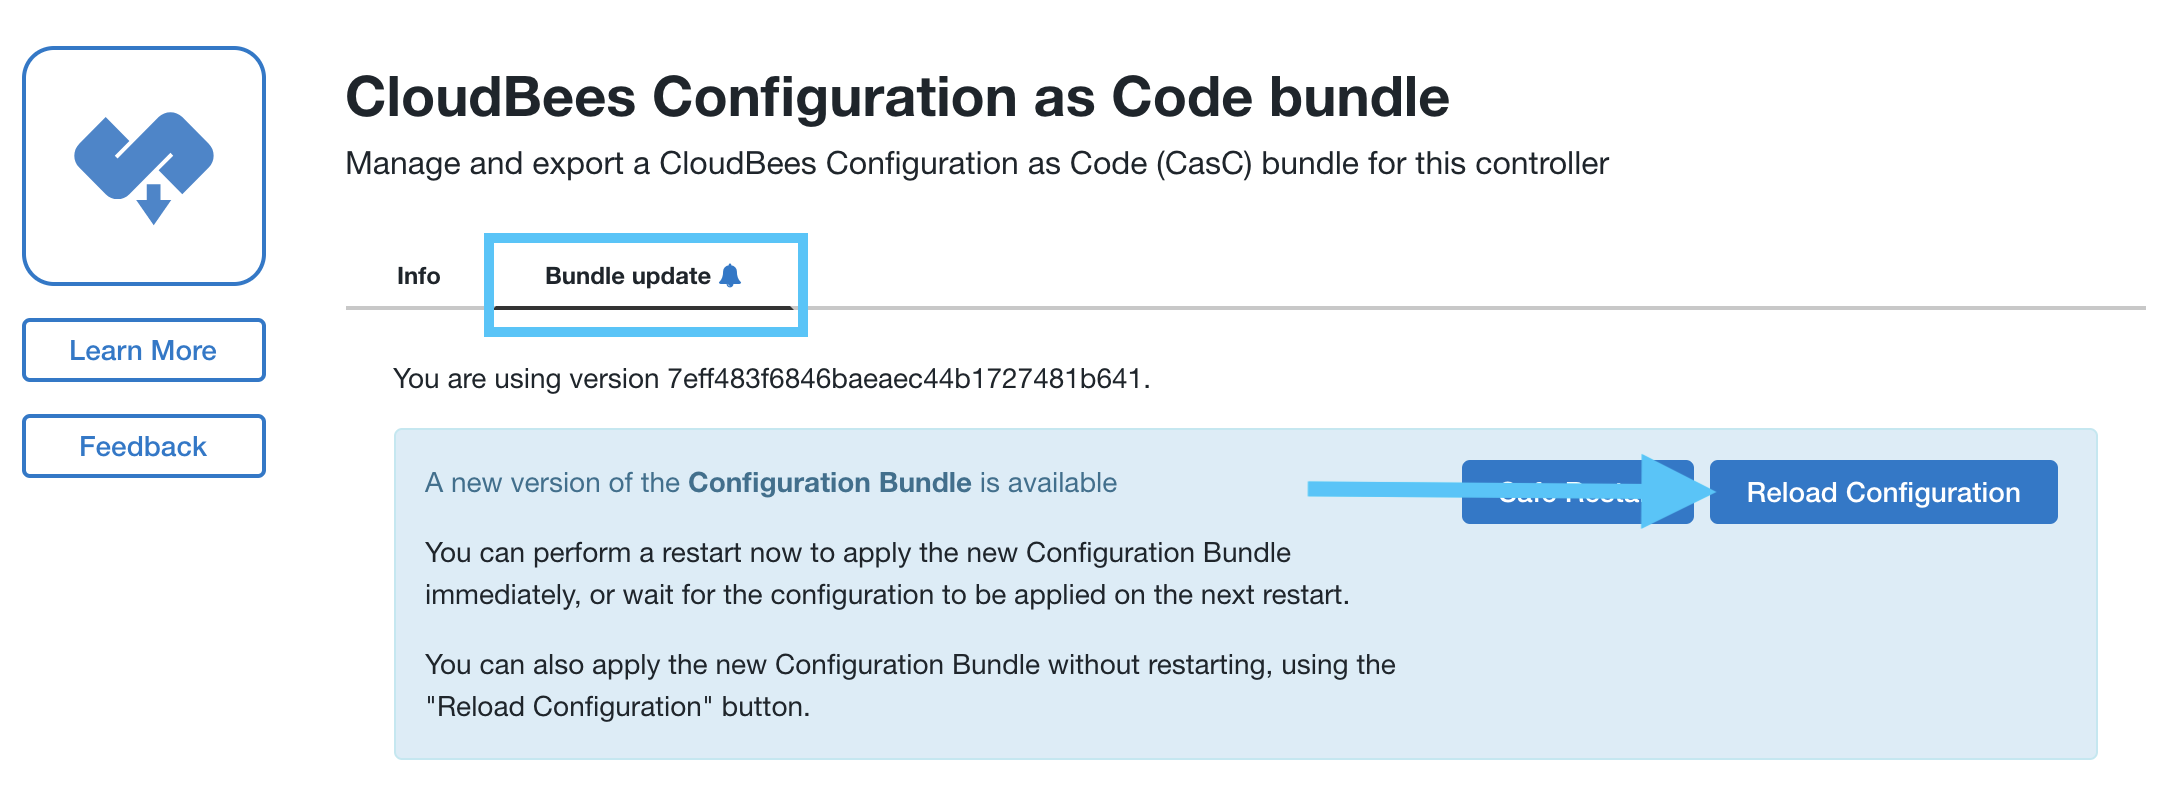 CloudBees Configuration as Code bundle
Manage and export a CloudBees Configuration as Code (CasC) bundle for this controller
Info
Bundle update
Learn More
Feedback
You are using version 7eff483f6846baeaec44b1727481b641.
A new version of the Configuration Bundle is available
Reload Configuration
You can perform a restart now to apply the new Configuration Bundle
immediately, or wait for the configuration to be applied on the next restart.
You can also apply the new Configuration Bundle without restarting, using the
"Reload Configuration" button.